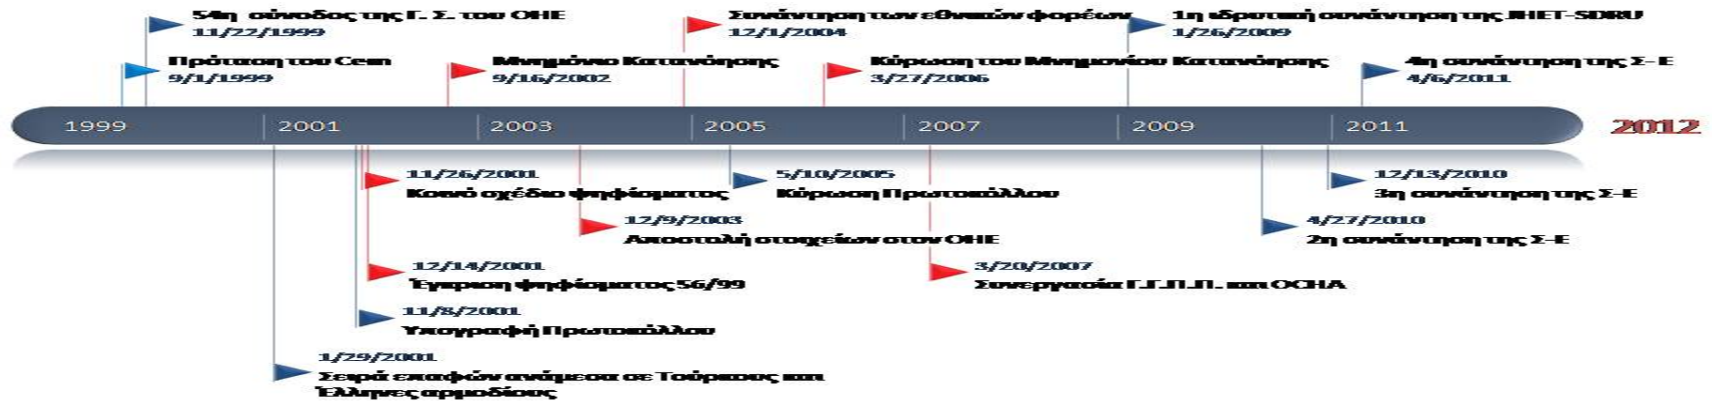 54η σύνοδος της Γ. Σ. του ΟΗΕ
11/22/1999
Συνάντηση των εθνικών φορέων
12/1/2004
1η ιδρυτική συνάντηση της JHET-SDRU
1/26/2009
Πρόταση του Cem
9/1/1999
Μνημόνιο Κατανόησης
9/16/2002
Κύρωση του Μνημονίου Κατανόησης
3/27/2006
4η συνάντηση της Σ-Ε
4/6/2011
1999 2001 2003 2005 2007 2009 2011 2012
11/26/2001
Κοινό σχέδιο ψηφίσματος
5/10/2005
Κύρωση Πρωτοκόλλου
12/13/2010
3η συνάντηση της Σ-Ε
12/9/2003
Αποστολή στοιχείων στον ΟΗΕ
4/27/2010
2η συνάντηση της Σ-Ε
12/14/2001
Έγκριση ψηφίσματος 56/99
3/20/2007
Συνεργασία Γ.Γ.Π.Π. και OCHA
11/8/2001
Υπογραφή Πρωτοκόλλου
1/29/2001
Σειρά επαφών ανάμεσα σε Τούρκους και
Έλληνες αρμοδίους